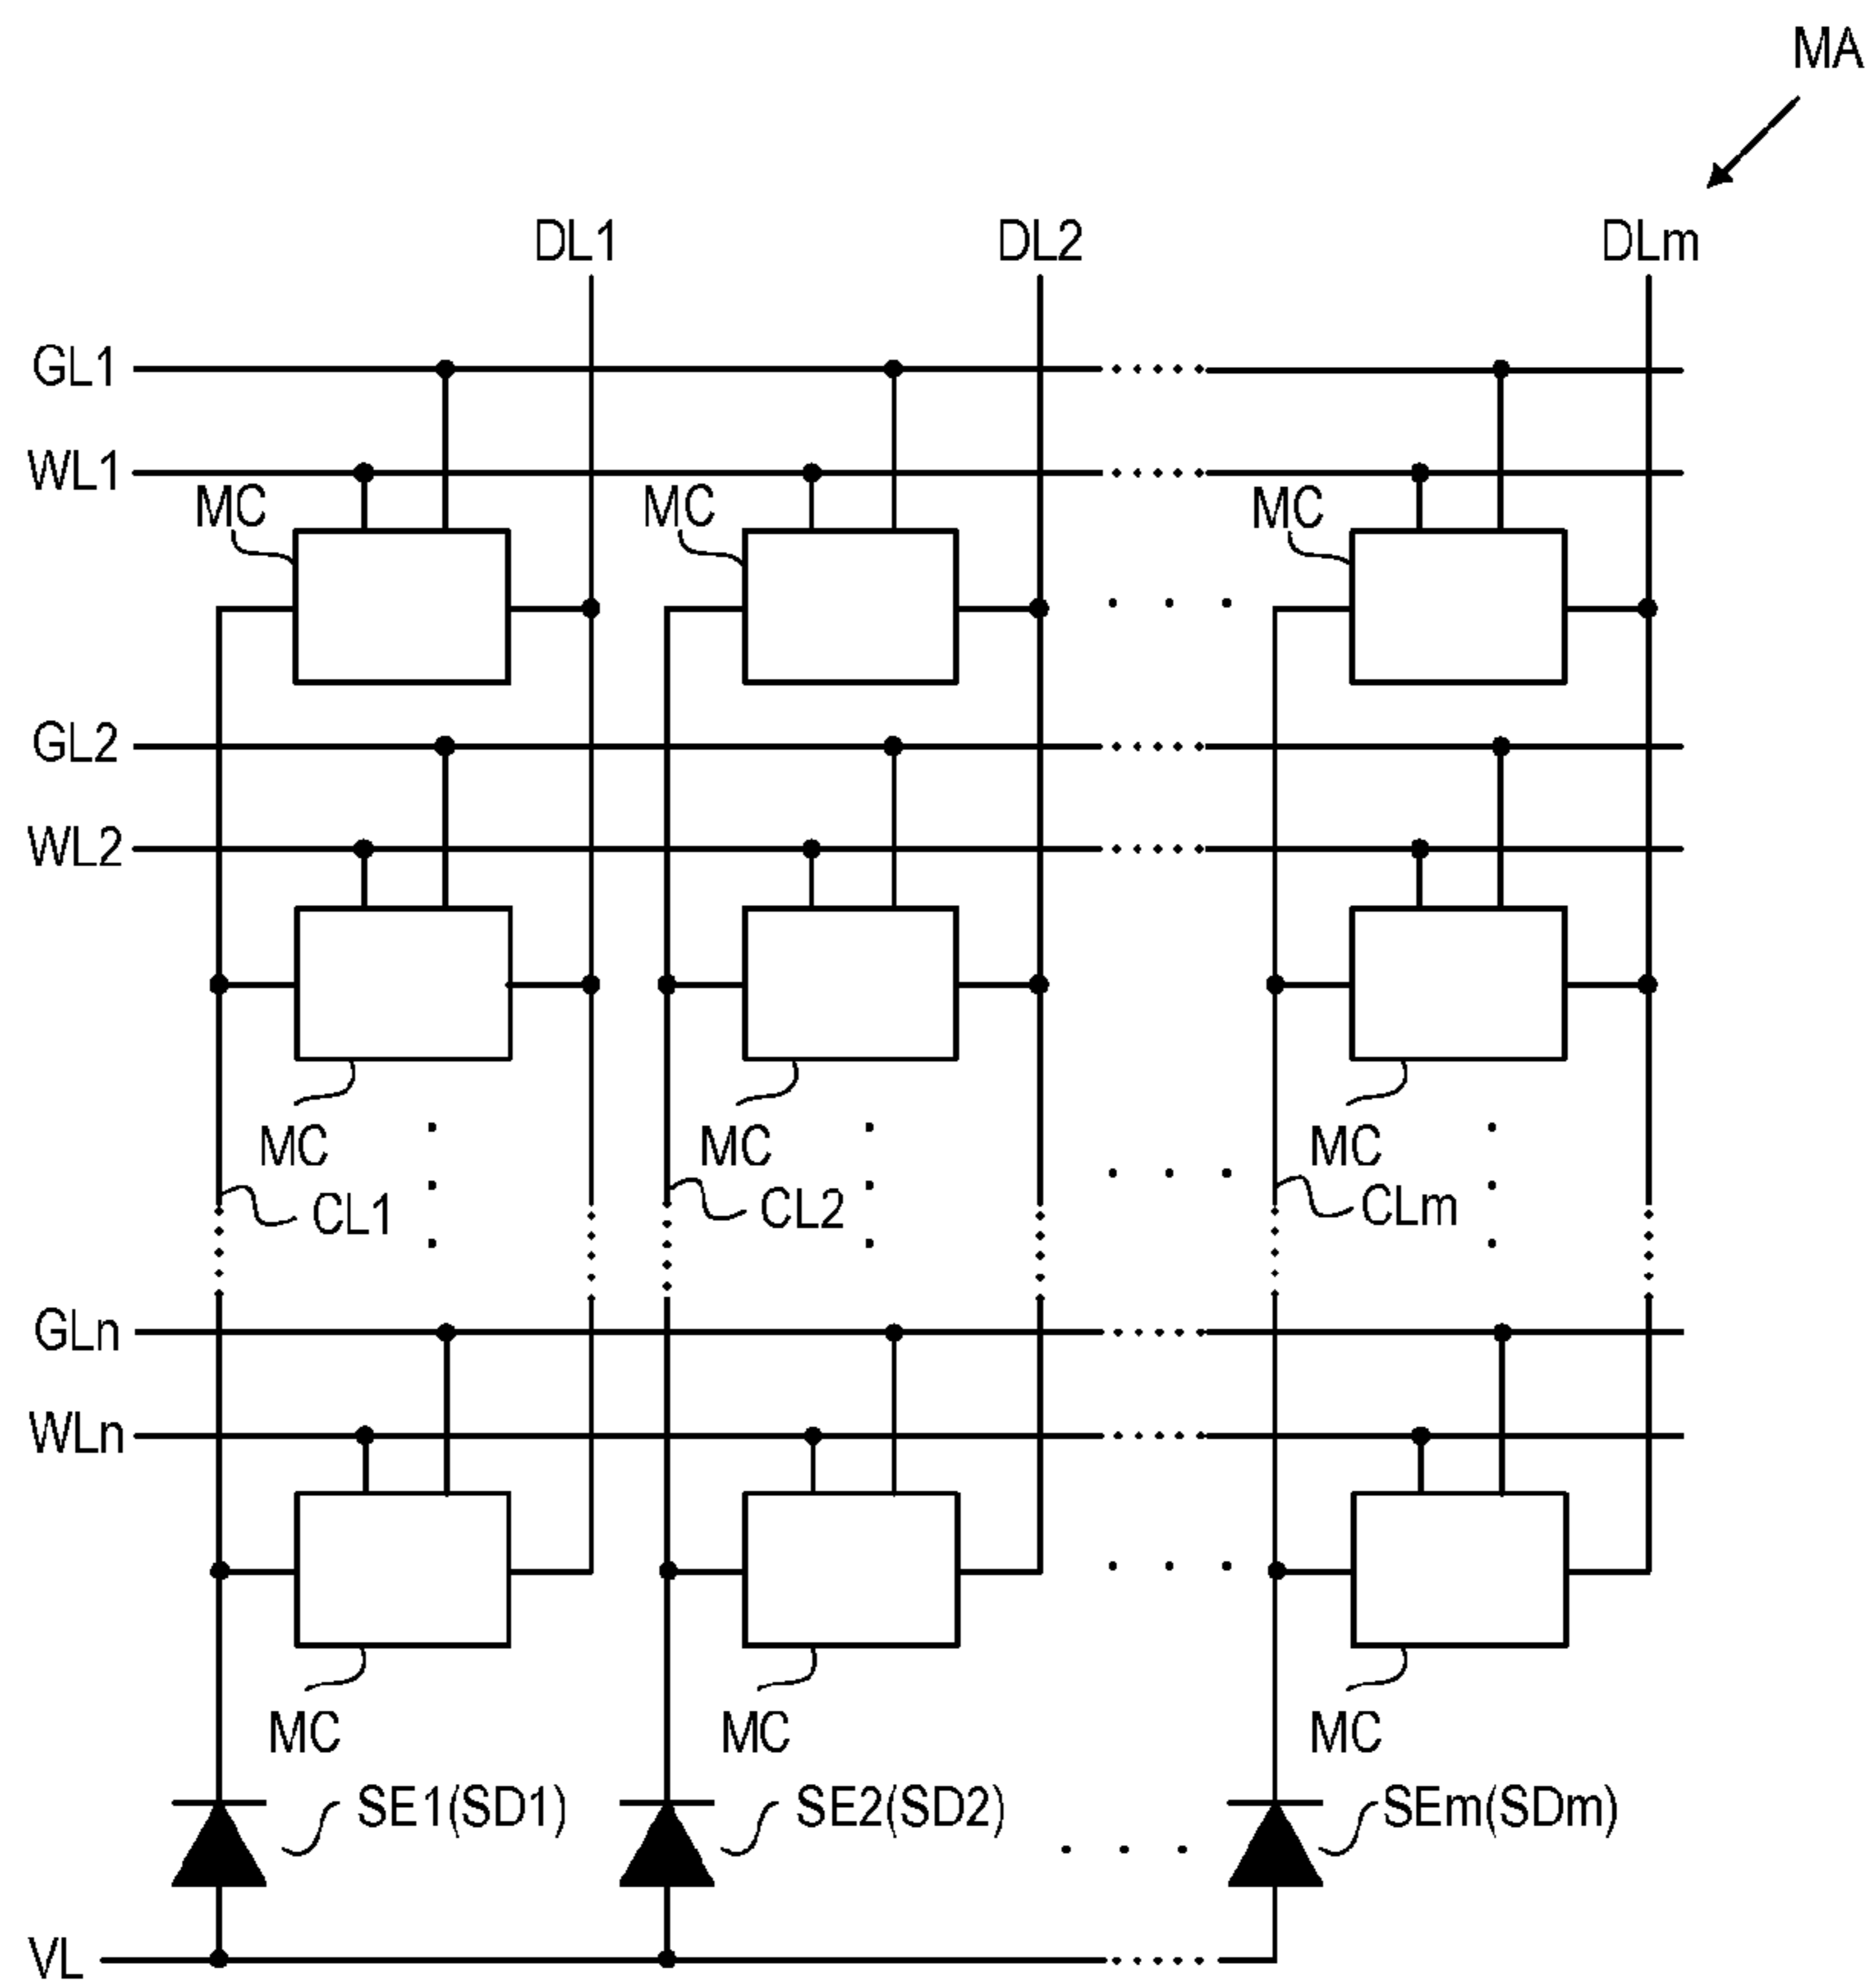 MA
DL1 DL2 DLm
GL1
WL1
MC MC MC
GL2
WL2
MC MC MC
CL1 CL2 CLm
GLn
WLn
MC MC MC
SE1(SD1) SE2(SD2) SEm(SDm)
VL